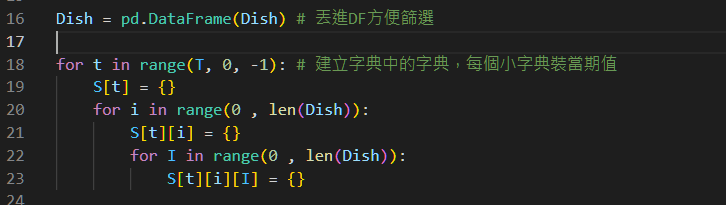 16 Dish = pd.DataFrame(Dish) # 丟進DF方便篩選
17
18 for t in range(T, 0, -1): # 建立字典中的字典，每個小字典裝當期值
19 S[t] = {}
20 for i in range(0 , len(Dish)):
21 S[t][i] = {}
22 for I in range(0 , len(Dish)):
23 S[t][i][I] = {}
24